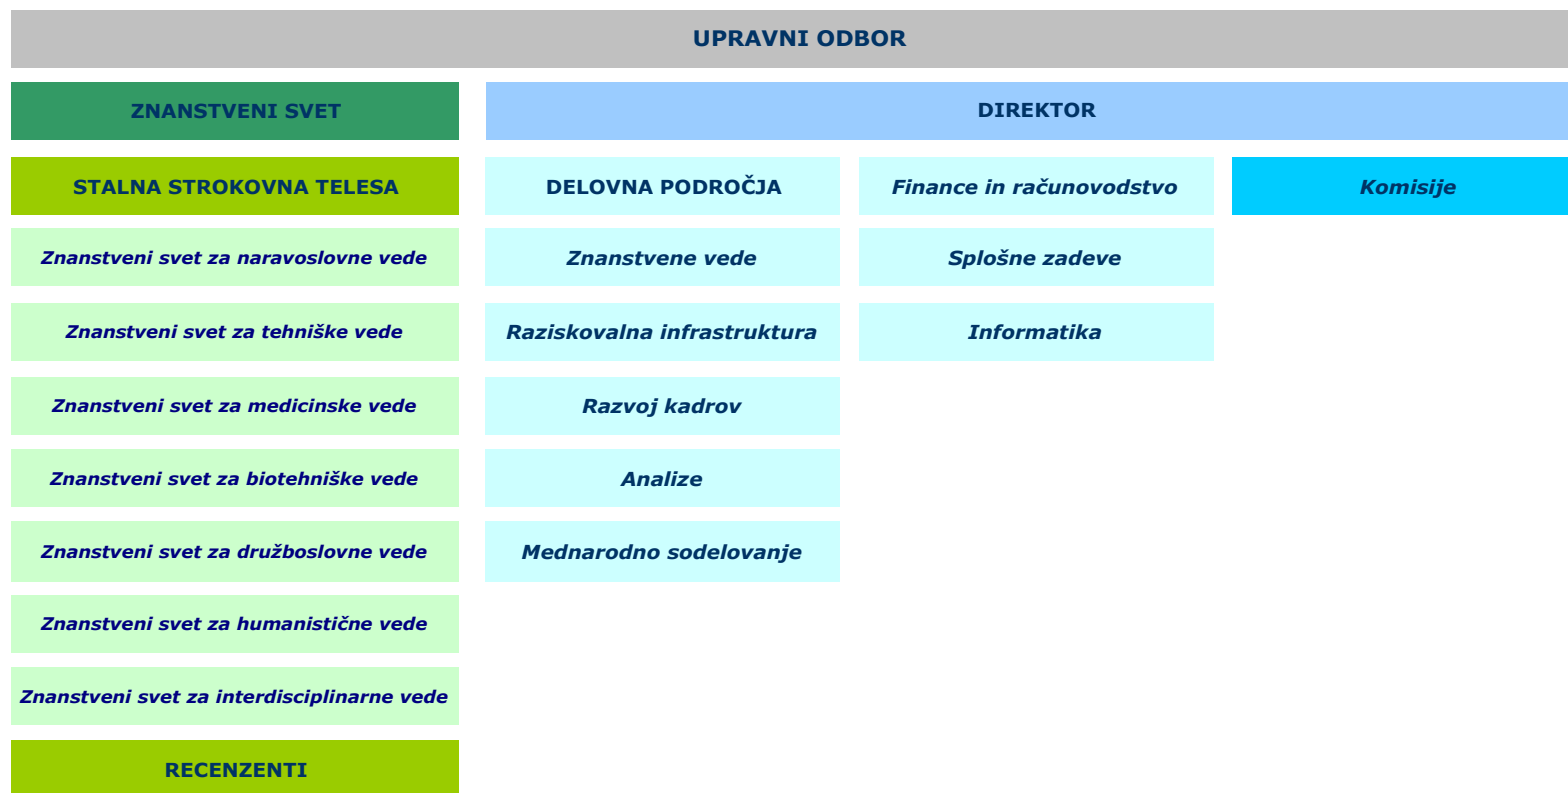 UPRAVNI ODBOR
ZNANSTVENI SVET
DIREKTOR
STALNA STROKOVNA TELESA
DELOVNA PODROČJA
Finance in računovodstvo
Komisije
Znanstveni svet za naravoslovne vede
Znanstvene vede
Splošne zadeve
Znanstveni svet za tehniške vede
Raziskovalna infrastruktura
Informatika
Znanstveni svet za medicinske vede
Razvoj kadrov
Znanstveni svet za biotehniške vede
Analize
Znanstveni svet za družboslovne vede
Mednarodno sodelovanje
Znanstveni svet za humanistične vede
Znanstveni svet za interdisciplinarne vede
RECENZENTI